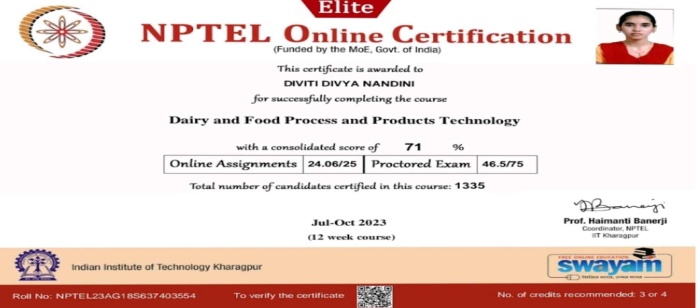 Elite
NPTEL Online Certification
(Funded by the MoE, Govt. of India)
This certificate is awarded to
DIVITI DIVYA NANDINI
for successfully completing the course
Dairy and Food Process and Products Technology
with a consolidated score of 71 %
Online Assignments 24.06/25 Proctored Exam 46.5/75
Total number of candidates certified in this course: 1335
Jul-Oct 2023
(12 week course)
Prof. Haimanti Banerji
Coordinator, NPTEL
IIT Kharagpur
Indian Institute of Technology Kharagpur
FREE ONLINE EDUCATION
swayam
Roll No: NPTEL23AG18S637403554
To verify the certificate
No. of credits recommended: 3 or 4